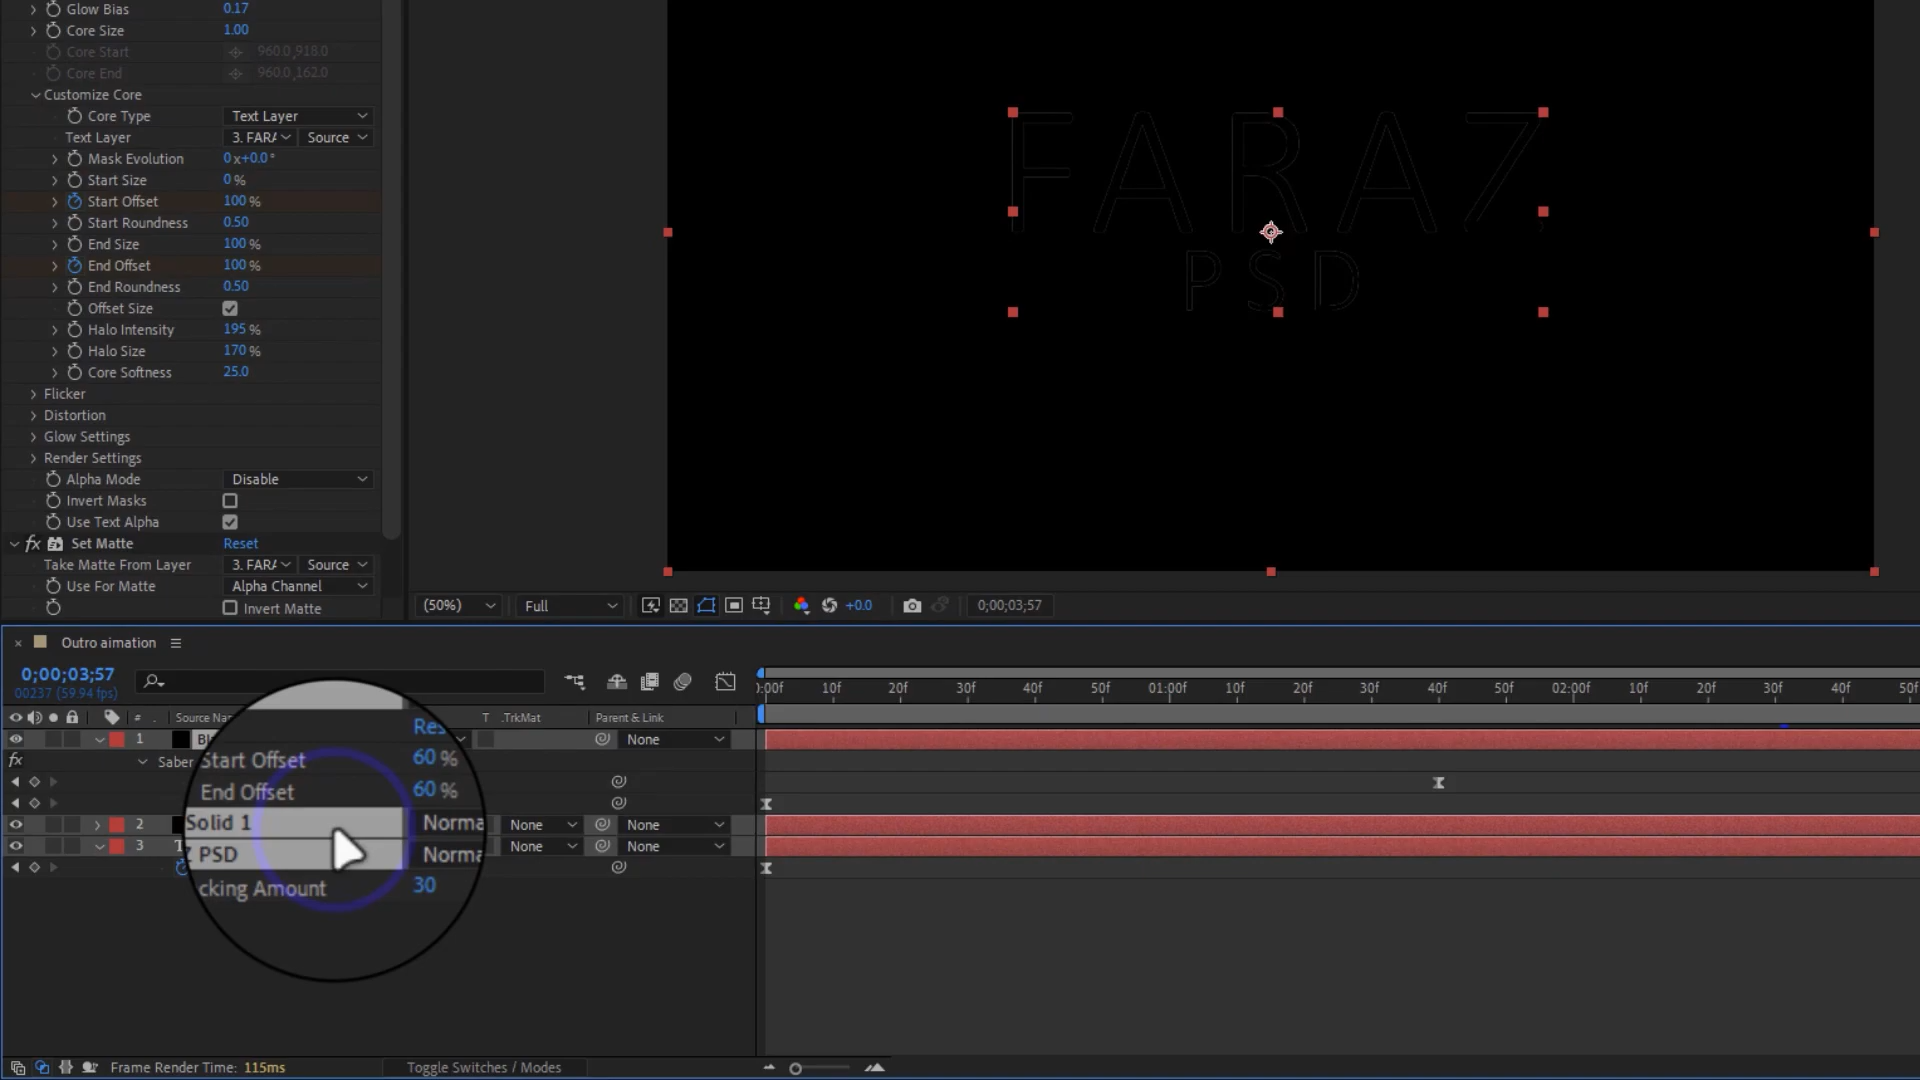 Glow Bias 0.17
Core Size 1.00
Core Start 960.0,918.0
Core End 960.0,162.0
Customize Core
Core Type Text Layer
Text Layer 3. FARA Source
Mask Evolution 0x+0.0°
Start Size 0 %
Start Offset 100 %
Start Roundness 0.50
End Size 100 %
End Offset 100 %
End Roundness 0.50
Offset Size
Halo Intensity 195 %
Halo Size 170 %
Core Softness 25.0
Flicker
Distortion
Glow Settings
Render Settings
Alpha Mode Disable
Invert Masks
Use Text Alpha
fx Set Matte Reset
Take Matte From Layer 3. FARA Source
Use For Matte Alpha Channel
Invert Matte
FARAZ
PSD
(50%) Full +0.0 0;00;03;57
Outro aimation
0;00;03;57
00237 (59.94 fps)
):00f 10f 20f 30f 40f 50f 01:00f 10f 20f 30f 40f 50f 02:00f 10f 20f 30f 40f 50f
# . Source Nar T .TrkMat Parent & Link
1 Bl Res None
fx Saber
Start Offset 60 %
End Offset 60 %
2 Solid 1 Norma None None
3 T Z PSD Norma None None
cking Amount 30
Frame Render Time: 115ms Toggle Switches / Modes